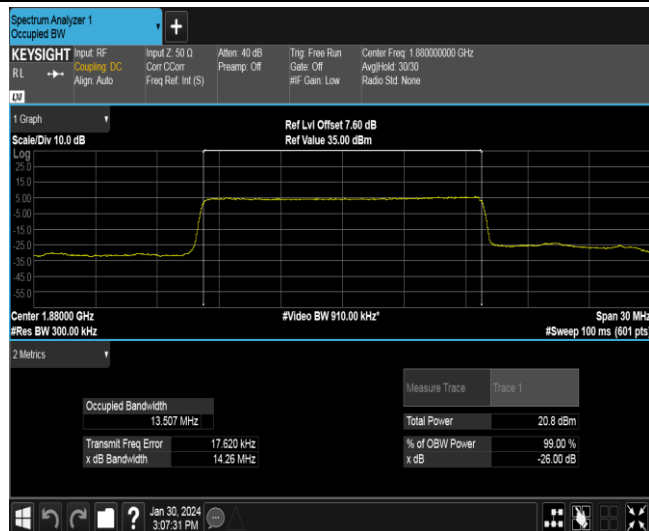 Spectrum Analyzer 1
Occupied BW
+
KEYSIGHT
RL
Input: RF
Coupling: DC
Align: Auto
Input Z: 50 Ω
Corr CCorr
Freq Ref: Int (S)
Atten: 40 dB
Preamp: Off
Trig: Free Run
Gate: Off
#IF Gain: Low
Center Freq: 1.880000000 GHz
Avg|Hold: 30/30
Radio Std: None
1 Graph
Scale/Div 10.0 dB
Ref Lvl Offset 7.60 dB
Ref Value 35.00 dBm
Log
25.0
15.0
5.00
-5.00
-15.0
-25.0
-35.0
-45.0
-55.0
Center 1.88000 GHz
#Res BW 300.00 kHz
#Video BW 910.00 kHz*
Span 30 MHz
#Sweep 100 ms (601 pts)
2 Metrics
Measure Trace Trace 1
Occupied Bandwidth
13.507 MHz
Total Power 20.8 dBm
Transmit Freq Error 17.620 kHz
% of OBW Power 99.00 %
x dB Bandwidth 14.26 MHz
x dB -26.00 dB
?
Jan 30, 2024
3:07:31 PM